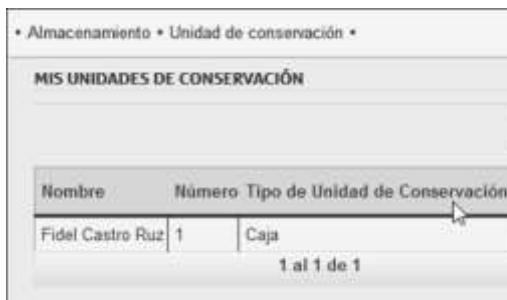 • Almacenamiento • Unidad de conservación •
MIS UNIDADES DE CONSERVACIÓN
Nombre Número Tipo de Unidad de Conservación
Fidel Castro Ruz 1 Caja
1 al 1 de 1